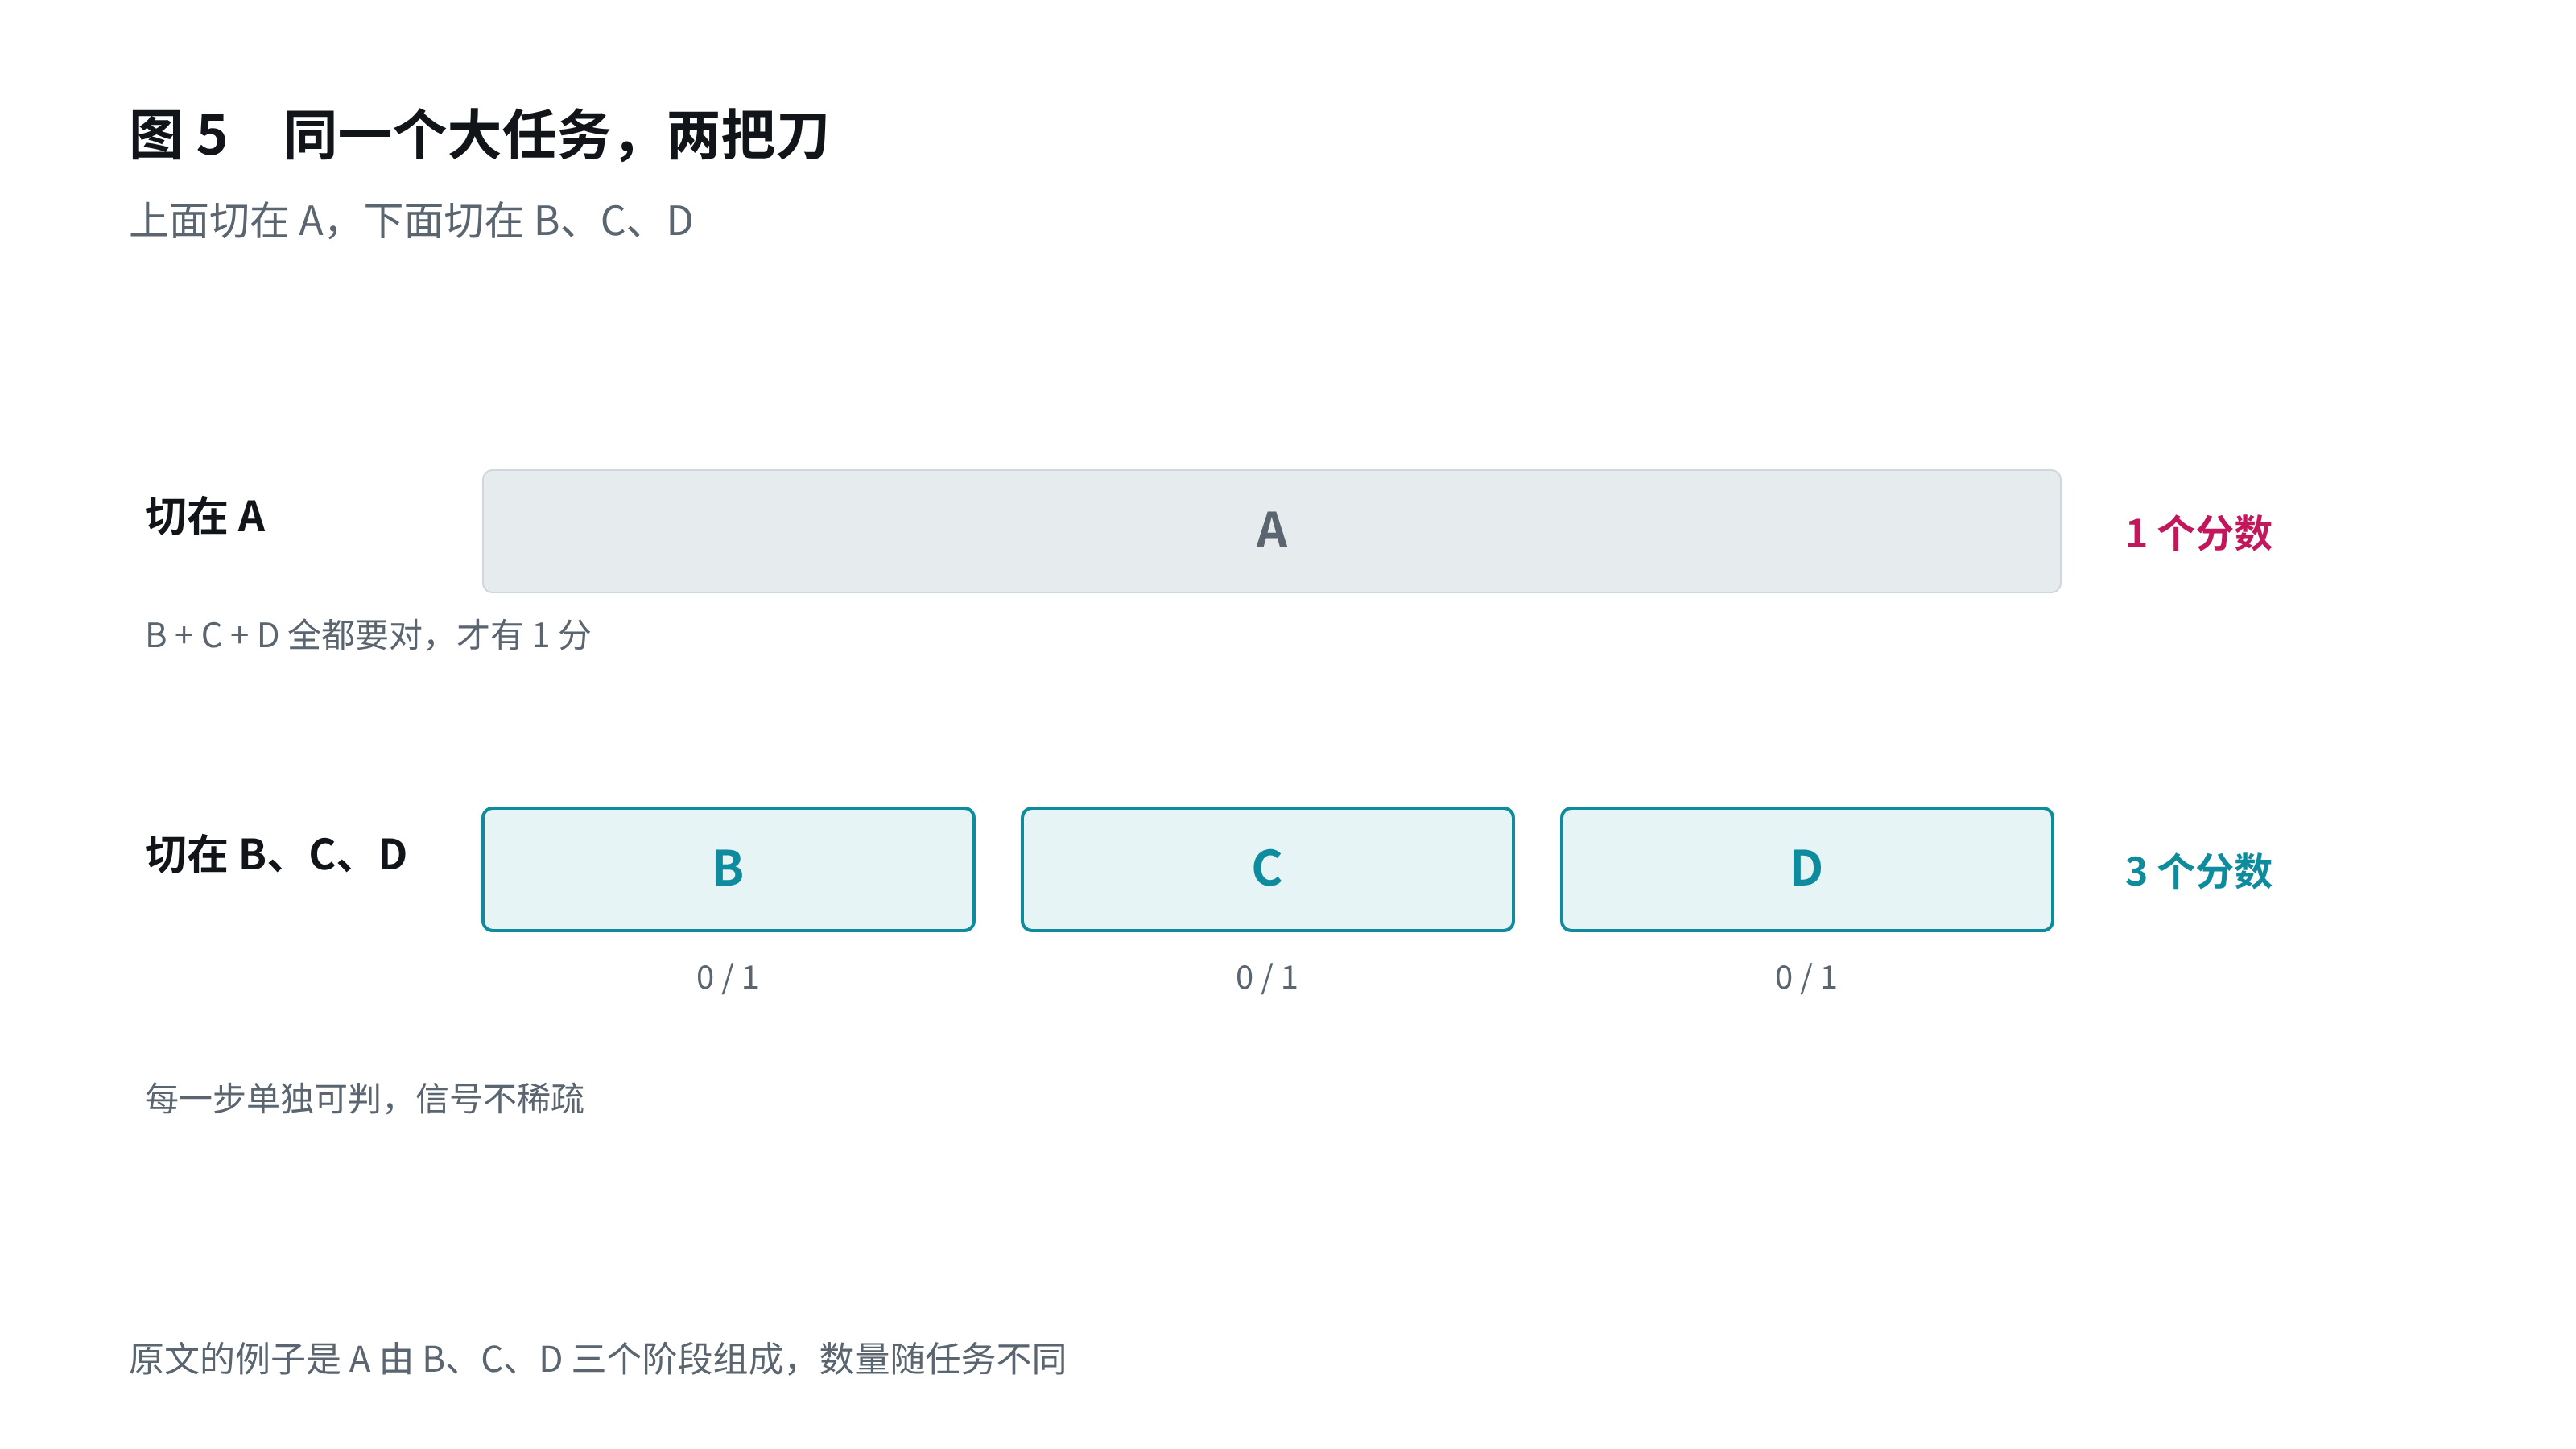 图 5　同一个大任务，两把刀
上面切在 A，下面切在 B、C、D
切在 A
A
1 个分数
B + C + D 全都要对，才有 1 分
切在 B、C、D
B
C
D
3 个分数
0 / 1
0 / 1
0 / 1
每一步单独可判，信号不稀疏
原文的例子是 A 由 B、C、D 三个阶段组成，数量随任务不同